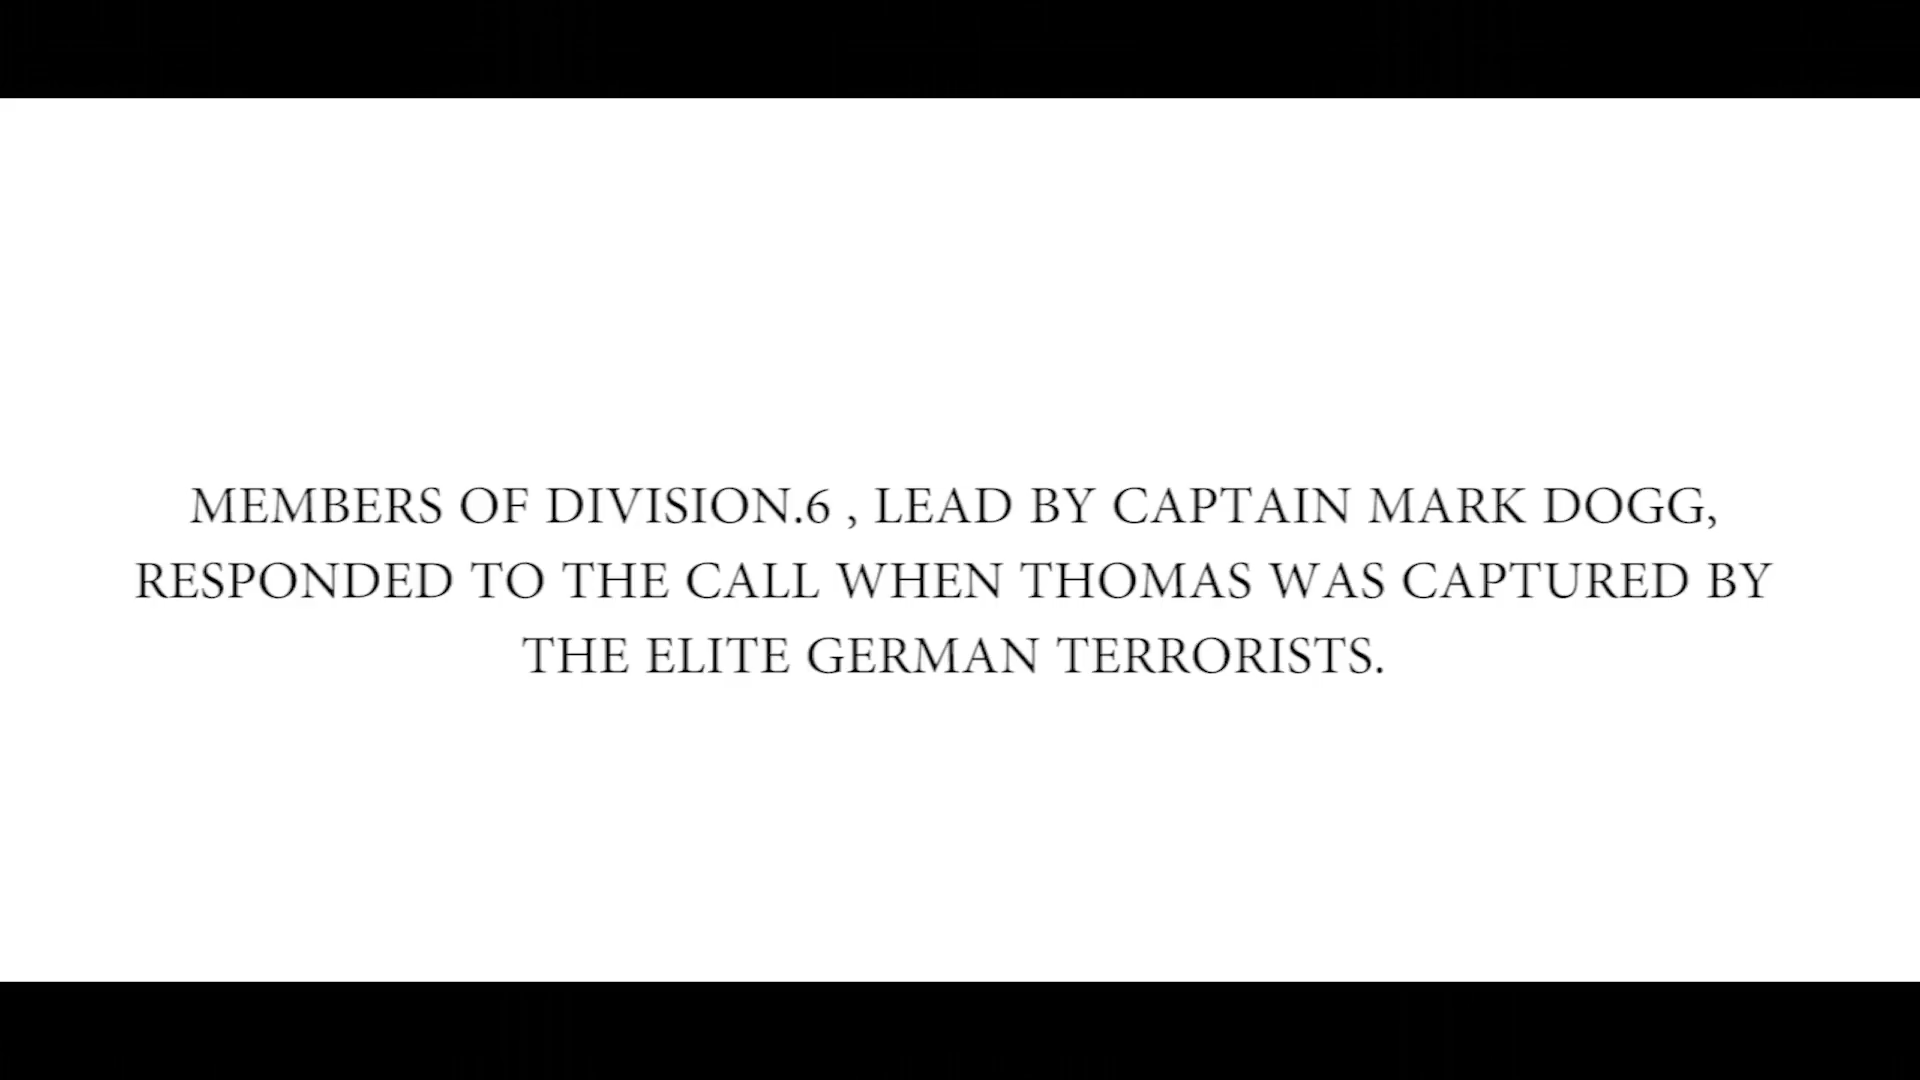 MEMBERS OF DIVISION.6 , LEAD BY CAPTAIN MARK DOGG,
RESPONDED TO THE CALL WHEN THOMAS WAS CAPTURED BY
THE ELITE GERMAN TERRORISTS.